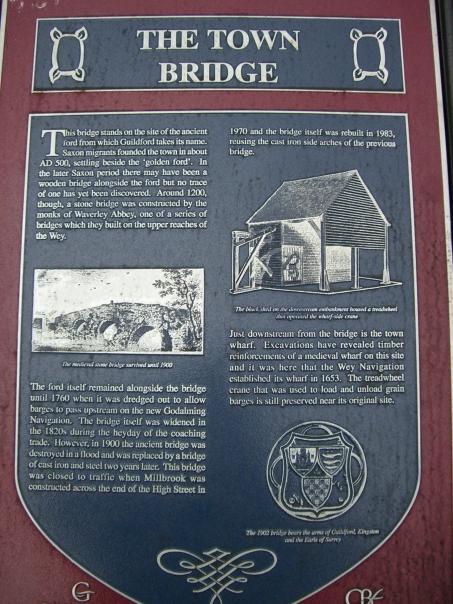 THE TOWN
BRIDGE
This bridge stands on the site of the ancient
ford from which Guildford takes its name.
Saxon migrants founded the town in about
AD 500, settling beside the 'golden ford'. In
the later Saxon period there may have been a
wooden bridge alongside the ford but no trace
of one has yet been discovered. Around 1200,
though, a stone bridge was constructed by the
monks of Waverley Abbey, one of a series of
bridges which they built on the upper reaches of
the Wey.
The medieval stone bridge survived until 1900
The ford itself remained alongside the bridge
until 1760 when it was dredged out to allow
barges to pass upstream on the new Godalming
Navigation. The bridge itself was widened in
the 1820s during the heyday of the coaching
trade. However, in 1900 the ancient bridge was
destroyed in a flood and was replaced by a bridge
of cast iron and steel two years later. This bridge
was closed to traffic when Millbrook was
constructed across the end of the High Street in
1970 and the bridge itself was rebuilt in 1983,
reusing the cast iron side arches of the previous
bridge.
The black shed on the downstream embankment housed a treadwheel
that operated the wharf-side crane
Just downstream from the bridge is the town
wharf. Excavations have revealed timber
reinforcements of a medieval wharf on this site
and it was here that the Wey Navigation
established its wharf in 1653. The treadwheel
crane that was used to load and unload grain
barges is still preserved near its original site.
The 1902 bridge bears the arms of Guildford, Kingston
and the Earls of Surrey